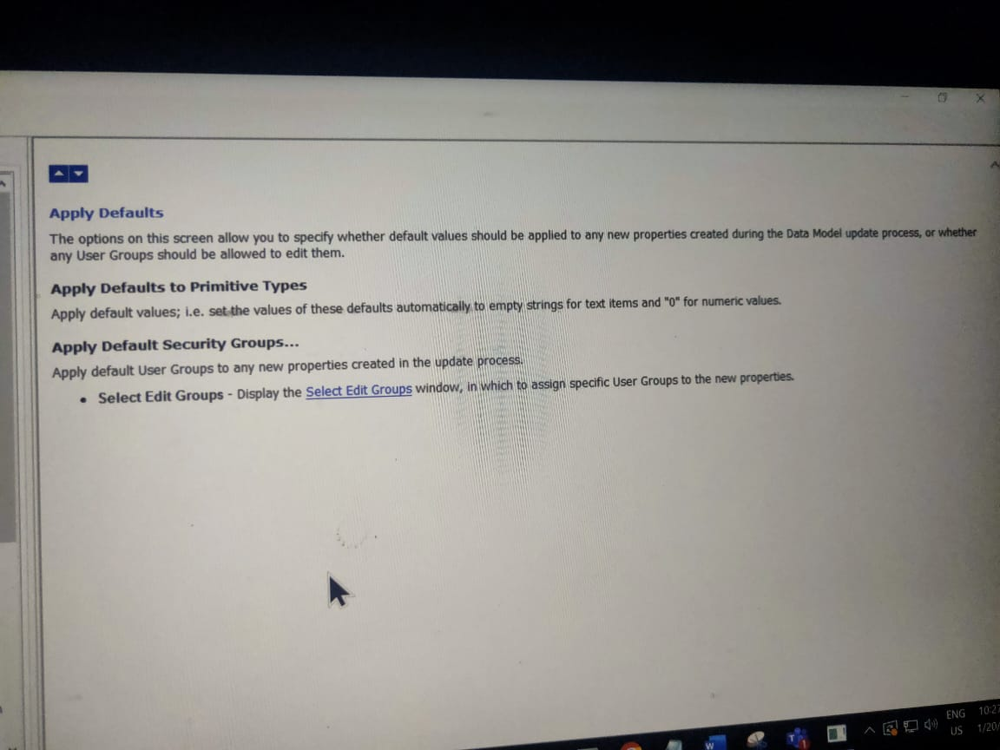 Apply Defaults
The options on this screen allow you to specify whether default values should be applied to any new properties created during the Data Model update process, or whether
any User Groups should be allowed to edit them.
Apply Defaults to Primitive Types
Apply default values; i.e. set the values of these defaults automatically to empty strings for text items and "0" for numeric values.
Apply Default Security Groups...
Apply default User Groups to any new properties created in the update process.
• Select Edit Groups - Display the Select Edit Groups window, in which to assign specific User Groups to the new properties.
ENG 10:27
US 1/20/